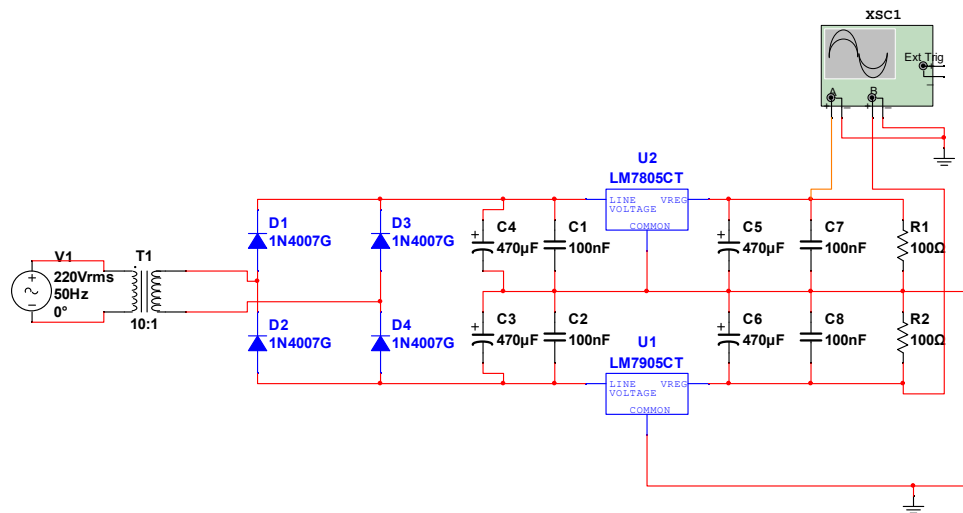 XSC1
Ext Trig
+
−
A
B
+
−
+
−
U2
LM7805CT
LINE
VREG
VOLTAGE
COMMON
D1
1N4007G
D3
1N4007G
C4
470µF
C1
100nF
C5
470µF
C7
100nF
R1
100Ω
V1
220Vrms
50Hz
0°
T1
10:1
D2
1N4007G
D4
1N4007G
C3
470µF
C2
100nF
C6
470µF
C8
100nF
R2
100Ω
U1
LM7905CT
LINE
VREG
VOLTAGE
COMMON